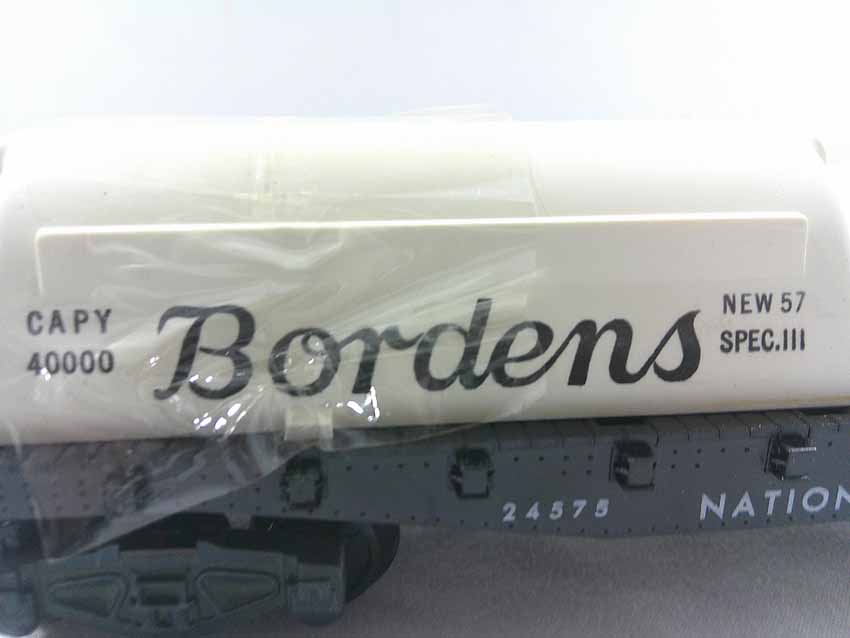 CAPY
40000
Bordens
NEW 57
SPEC.III
24575
NATION